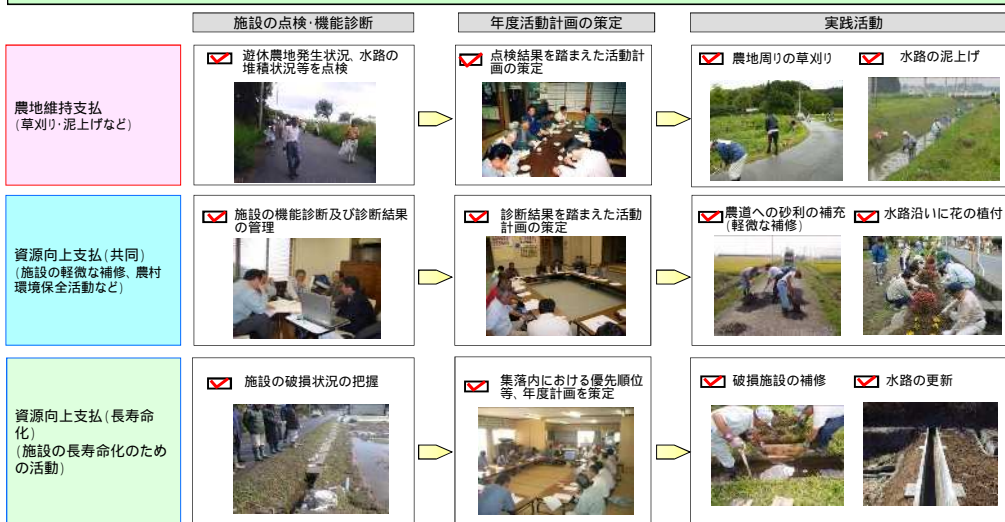 施設の点検･機能診断
年度活動計画の策定
実践活動
農地維持支払
(草刈り･泥上げなど)
遊休農地発生状況、水路の
堆積状況等を点検
点検結果を踏まえた活動計
画の策定
農地周りの草刈り
水路の泥上げ
資源向上支払(共同)
(施設の軽微な補修、農村
環境保全活動など)
施設の機能診断及び診断結果
の管理
診断結果を踏まえた活動
計画の策定
農道への砂利の補充
(軽微な補修)
水路沿いに花の植付
資源向上支払(長寿命
化)
(施設の長寿命化のため
の活動)
施設の破損状況の把握
集落内における優先順位
等、年度計画を策定
破損施設の補修
水路の更新